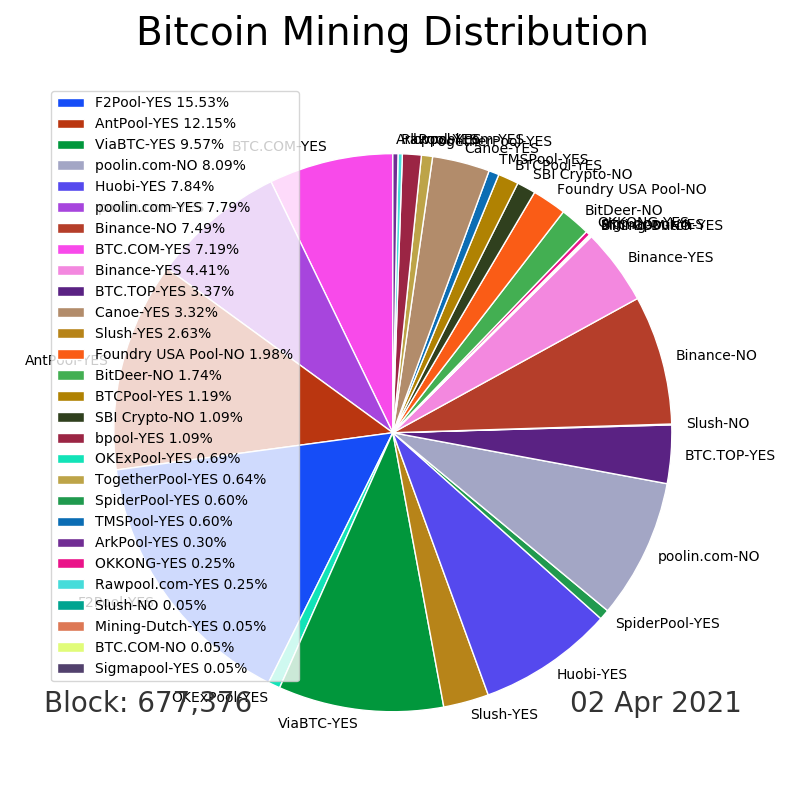 Bitcoin Mining Distribution
F2Pool-YES 15.53%
AntPool-YES 12.15%
ViaBTC-YES 9.57%
poolin.com-NO 8.09%
Huobi-YES 7.84%
poolin.com-YES 7.79%
Binance-NO 7.49%
BTC.COM-YES 7.19%
Binance-YES 4.41%
BTC.TOP-YES 3.37%
Canoe-YES 3.32%
Slush-YES 2.63%
Foundry USA Pool-NO 1.98%
BitDeer-NO 1.74%
BTCPool-YES 1.19%
SBI Crypto-NO 1.09%
bpool-YES 1.09%
OKExPool-YES 0.69%
TogetherPool-YES 0.64%
SpiderPool-YES 0.60%
TMSPool-YES 0.60%
ArkPool-YES 0.30%
OKKONG-YES 0.25%
Rawpool.com-YES 0.25%
Slush-NO 0.05%
Mining-Dutch-YES 0.05%
BTC.COM-NO 0.05%
Sigmapool-YES 0.05%
BTC.COM-YES
AntPool-YES
F2Pool-YES
OKExPool-YES
ViaBTC-YES
Slush-YES
Huobi-YES
SpiderPool-YES
poolin.com-NO
BTC.TOP-YES
Slush-NO
Binance-NO
Binance-YES
OKKONG-YES
BitDeer-NO
Foundry USA Pool-NO
SBI Crypto-NO
BTCPool-YES
TMSPool-YES
Canoe-YES
TogetherPool-YES
Block: 677,376
02 Apr 2021